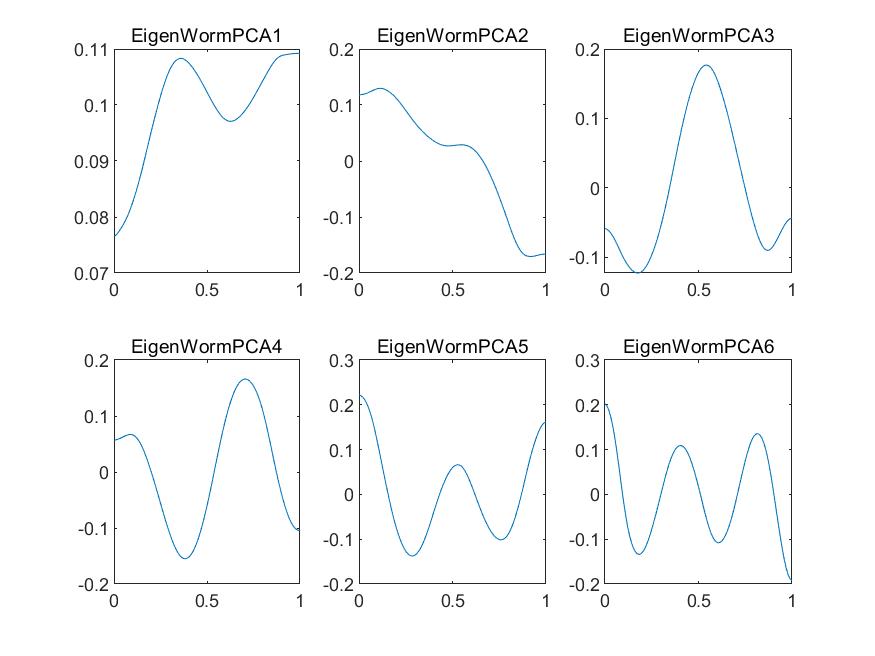 EigenWormPCA1 EigenWormPCA2 EigenWormPCA3
0.11 0.2 0.2
0.1 0.1 0.1
0.09 0 0
0.08 -0.1 -0.1
0.07 -0.2
0 0.5 1 0 0.5 1 0 0.5 1
EigenWormPCA4 EigenWormPCA5 EigenWormPCA6
0.2 0.3 0.3
0.2 0.2
0.1 0.1 0.1
0 0 0
-0.1 -0.1 -0.1
-0.2 -0.2 -0.2
0 0.5 1 0 0.5 1 0 0.5 1